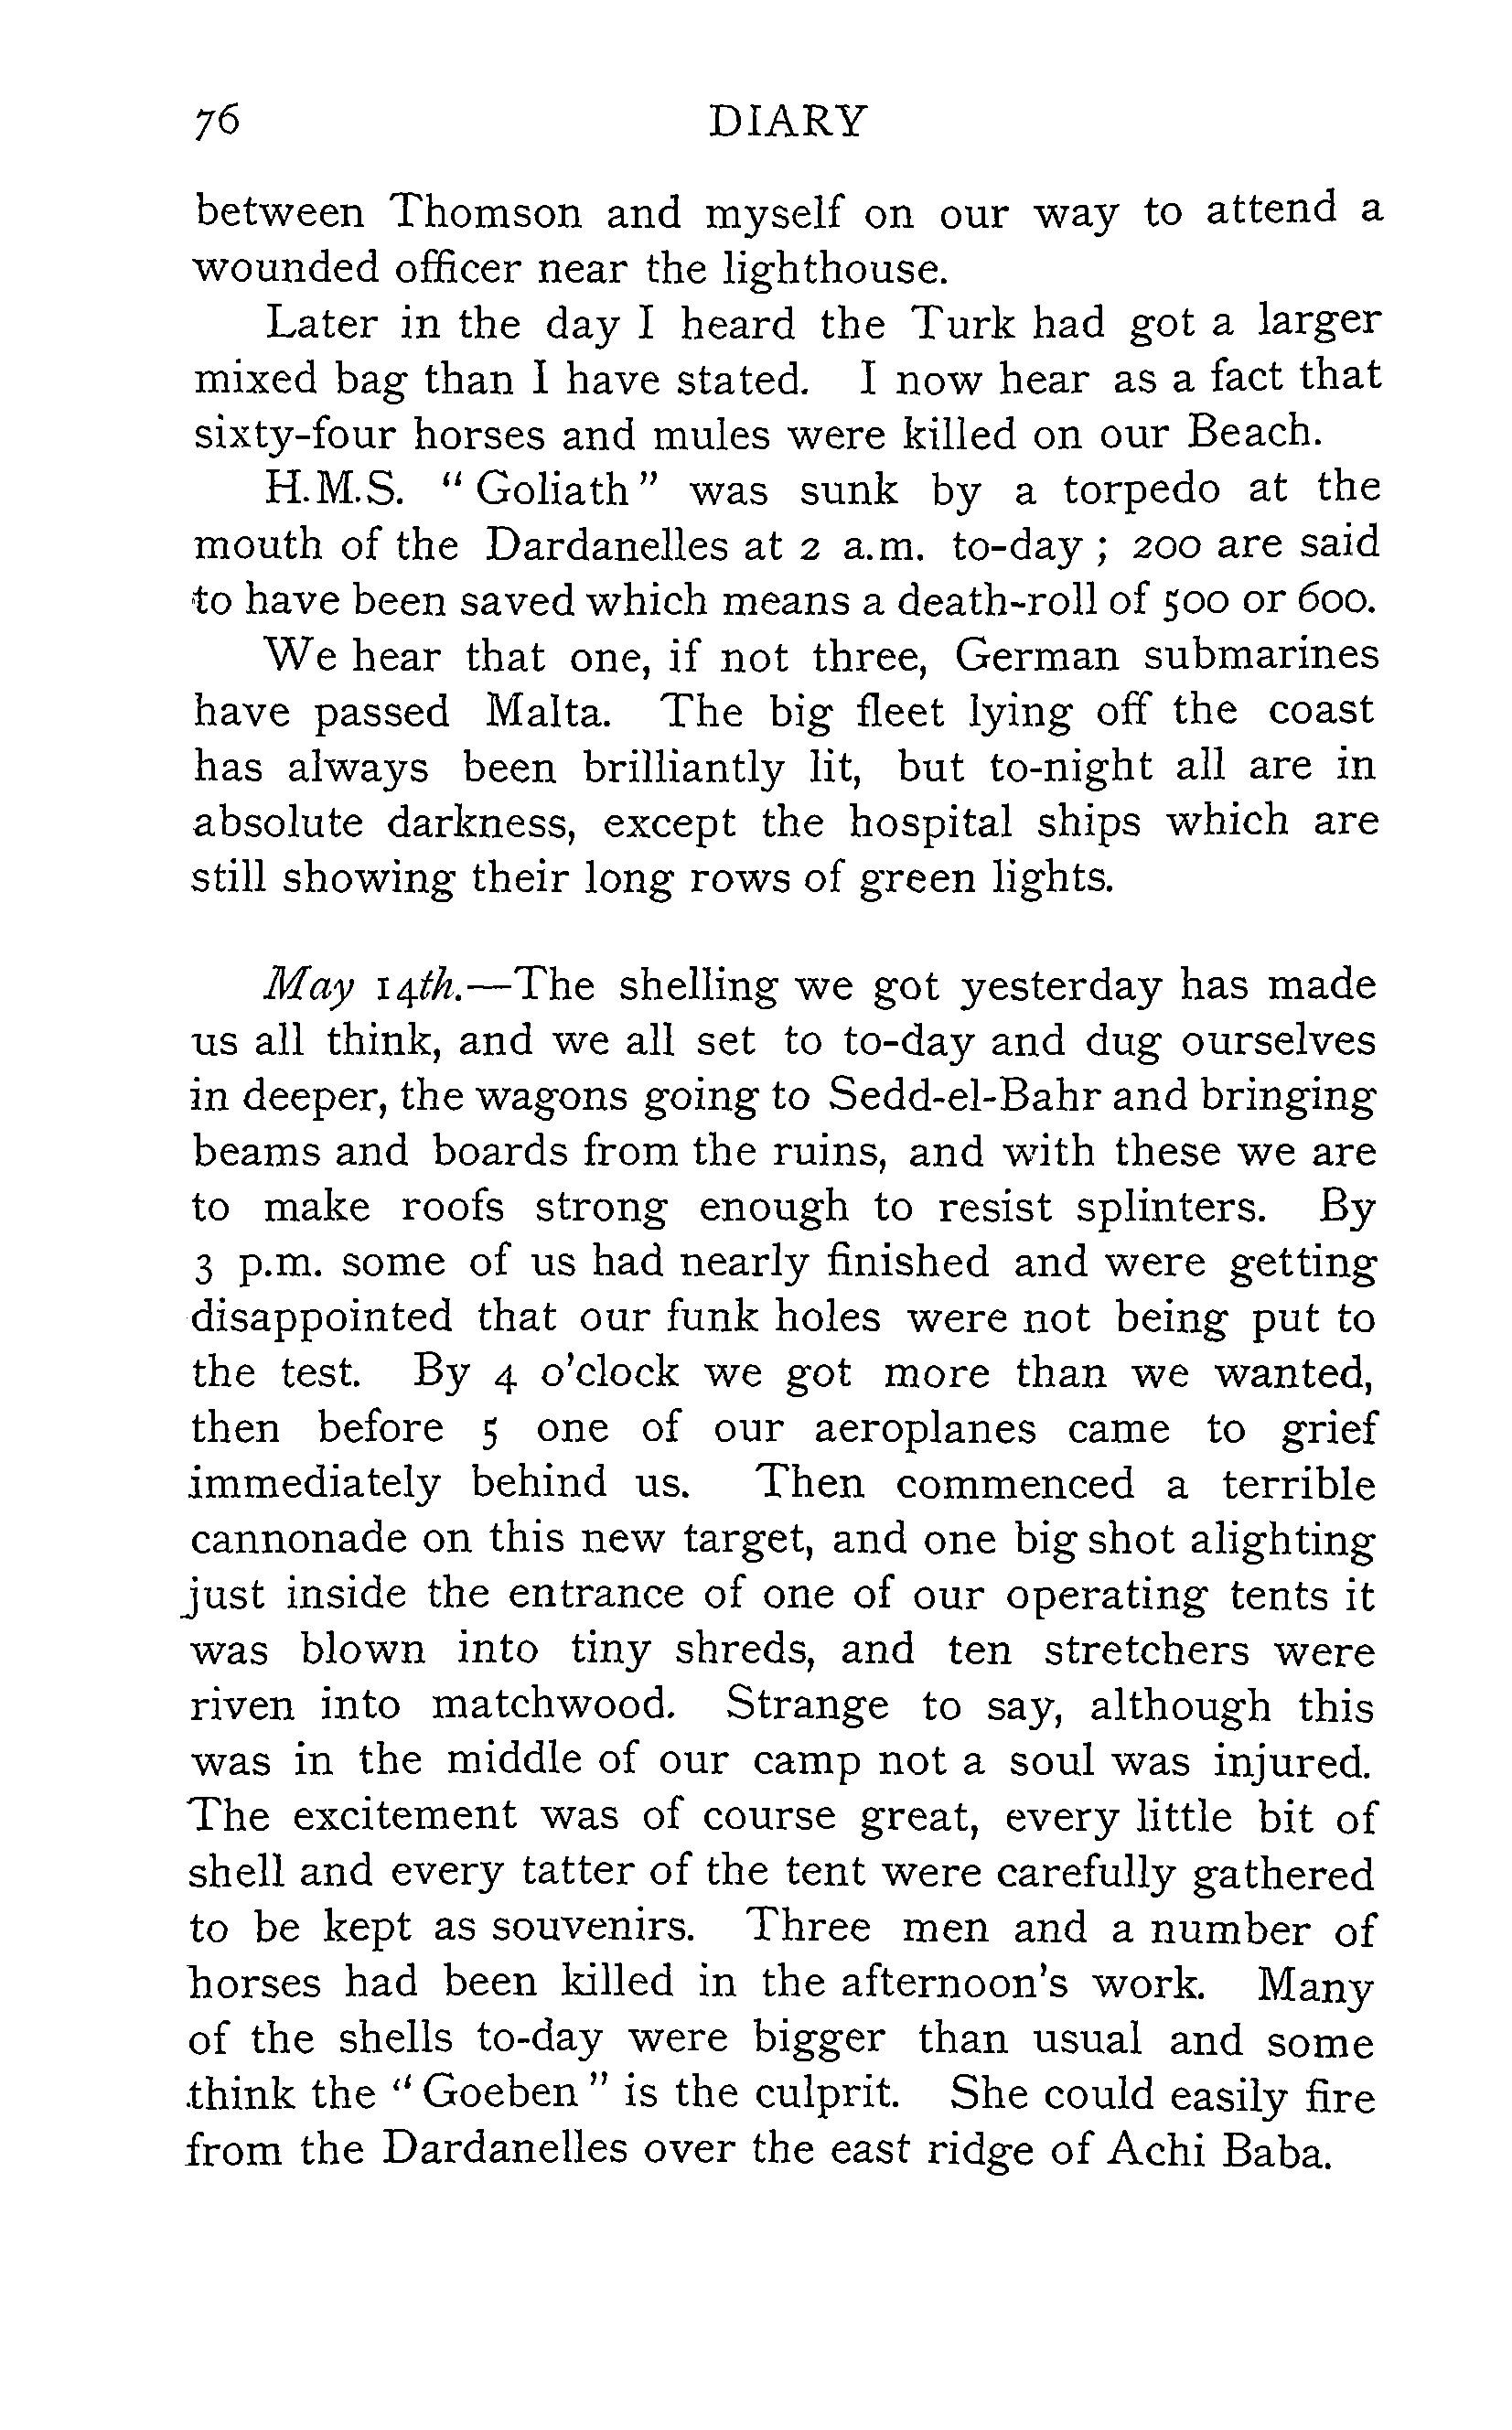 76 DIARY
between Thomson and myself on our way to attend a
wounded officer near the lighthouse.
Later in the day I heard the Turk had got a larger
mixed bag than I have stated. I now hear as a fact that
sixty-four horses and mules were killed on our Beach.
H.M.S. “Goliath” was sunk by a torpedo at the
mouth of the Dardanelles at 2 a.m. to-day; 200 are said
to have been saved which means a death-roll of 500 or 600.
We hear that one, if not three, German submarines
have passed Malta. The big fleet lying off the coast
has always been brilliantly lit, but to-night all are in
absolute darkness, except the hospital ships which are
still showing their long rows of green lights.
May 14th.—The shelling we got yesterday has made
us all think, and we all set to to-day and dug ourselves
in deeper, the wagons going to Sedd-el-Bahr and bringing
beams and boards from the ruins, and with these we are
to make roofs strong enough to resist splinters. By
3 p.m. some of us had nearly finished and were getting
disappointed that our funk holes were not being put to
the test. By 4 o’clock we got more than we wanted,
then before 5 one of our aeroplanes came to grief
immediately behind us. Then commenced a terrible
cannonade on this new target, and one big shot alighting
just inside the entrance of one of our operating tents it
was blown into tiny shreds, and ten stretchers were
riven into matchwood. Strange to say, although this
was in the middle of our camp not a soul was injured.
The excitement was of course great, every little bit of
shell and every tatter of the tent were carefully gathered
to be kept as souvenirs. Three men and a number of
horses had been killed in the afternoon’s work. Many
of the shells to-day were bigger than usual and some
think the “Goeben” is the culprit. She could easily fire
from the Dardanelles over the east ridge of Achi Baba.